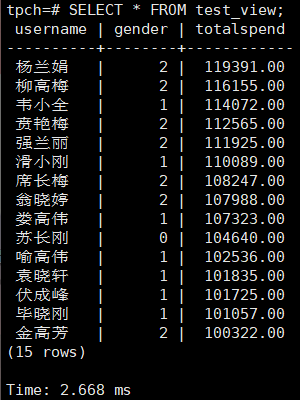 tpch=# SELECT * FROM test_view;
username | gender | totalspend
----------+--------+------------
杨兰娟 | 2 | 119391.00
柳高梅 | 2 | 116155.00
韦小全 | 1 | 114072.00
贲艳梅 | 2 | 112565.00
强兰丽 | 2 | 111925.00
滑小刚 | 1 | 110089.00
席长梅 | 2 | 108247.00
翁晓婷 | 2 | 107988.00
娄高伟 | 1 | 107323.00
苏长刚 | 0 | 104640.00
喻高伟 | 1 | 102536.00
袁晓轩 | 1 | 101835.00
伏成峰 | 1 | 101725.00
毕晓刚 | 1 | 101057.00
金高芳 | 2 | 100322.00
(15 rows)
Time: 2.668 ms